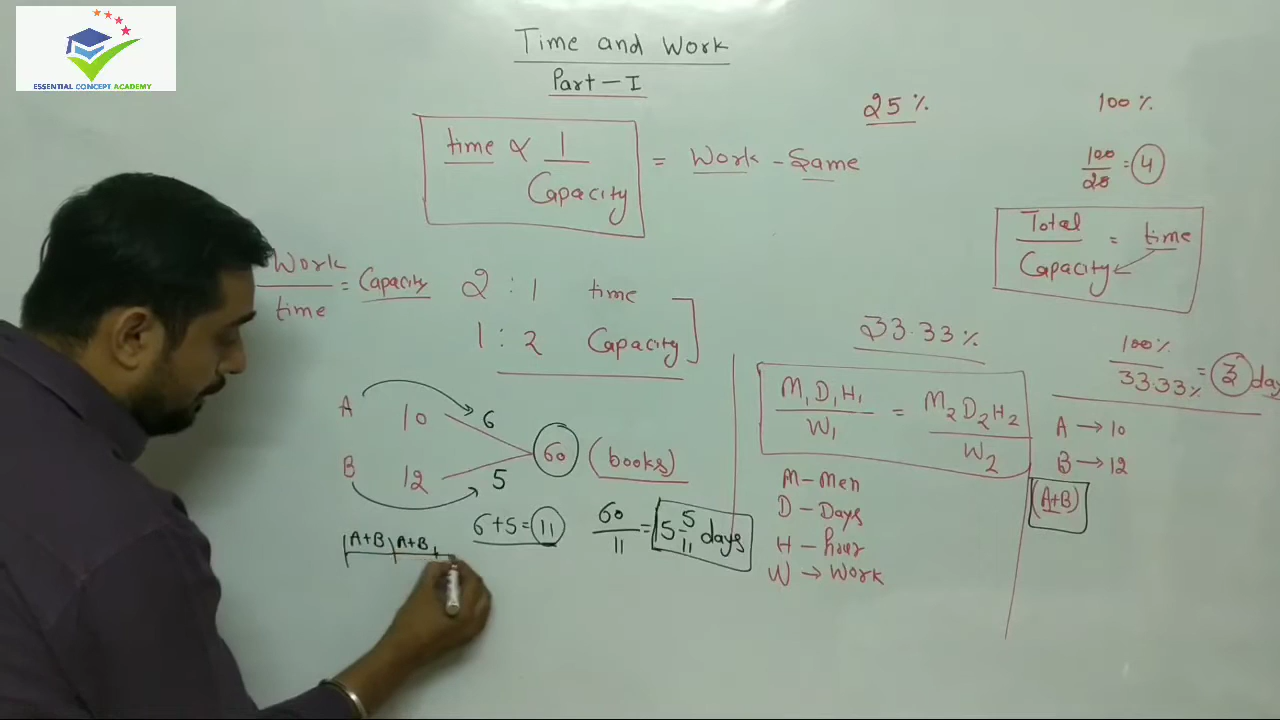 ESSENTIAL CONCEPT ACADEMY
Time and Work
Part - I
time ∝ 1/Capacity = Work - Same
25 %
100 %
100/25 = 4
Total/Capacity = time
Work/time = Capacity
2 : 1 time
1 : 2 Capacity
33.33 %
100%/33.33% = 3 day
A 10 6
B 12 5
60 (books)
6+5=11
60/11 = 5 5/11 days
A+B A+B
M₁D₁H₁/W₁ = M₂D₂H₂/W₂
M - Men
D - Days
H - hour
W → Work
A → 10
B → 12
(A+B)